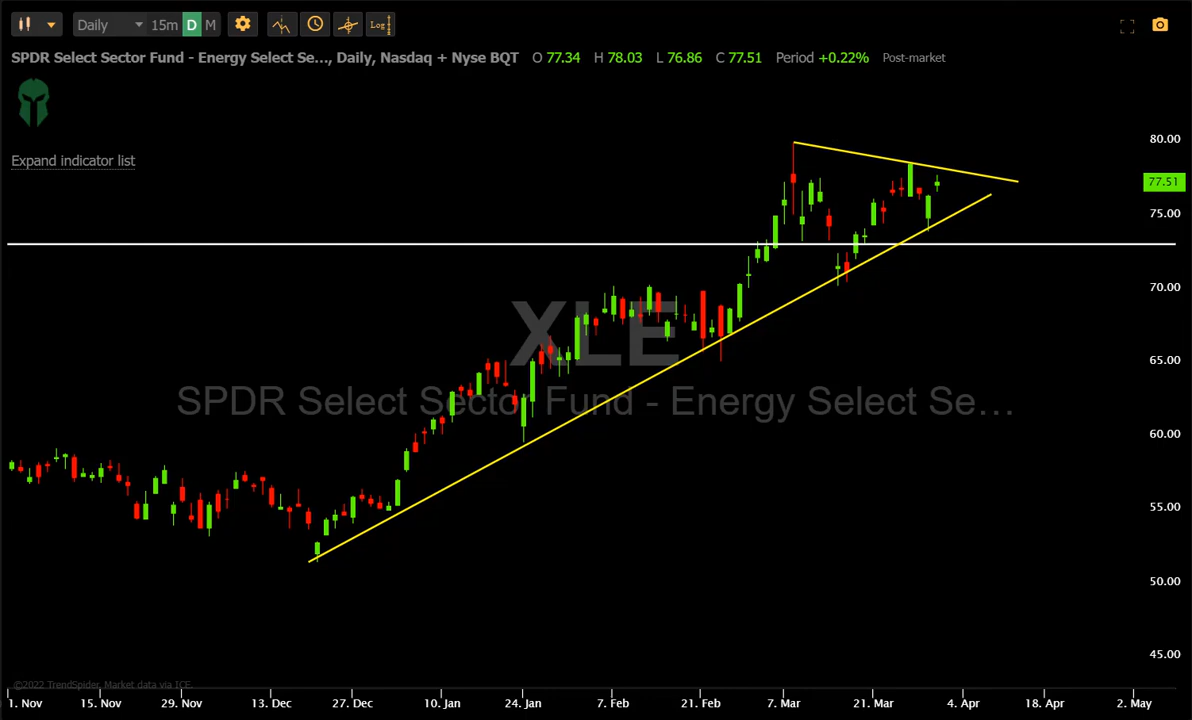 Daily 15m D M Log
SPDR Select Sector Fund - Energy Select Se..., Daily, Nasdaq + Nyse BQT O 77.34 H 78.03 L 76.86 C 77.51 Period +0.22% Post-market
Expand indicator list
80.00
77.51
75.00
70.00
XLE
65.00
SPDR Select Sector Fund - Energy Select Se...
60.00
55.00
50.00
45.00
©2022 TrendSpider, Market data via ICE.
1. Nov 15. Nov 29. Nov 13. Dec 27. Dec 10. Jan 24. Jan 7. Feb 21. Feb 7. Mar 21. Mar 4. Apr 18. Apr 2. May